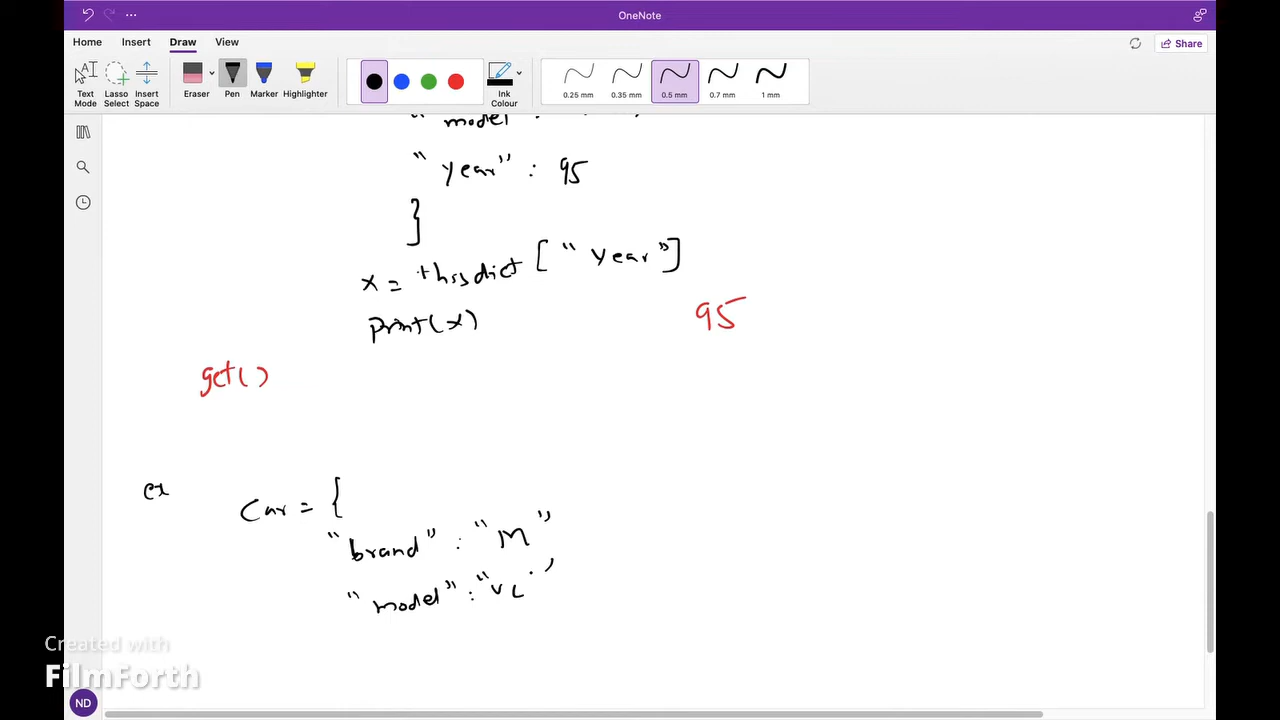 OneNote
Home Insert Draw View
Share
Text Mode
Lasso Select
Insert Space
Eraser
Pen
Marker
Highlighter
Ink Colour
0.25 mm
0.35 mm
0.5 mm
0.7 mm
1 mm
"model" :
"year" : 95
}
x = thisdict ["year"]
print(x)
95
get()
ex
Car = {
"brand" : "M"
"model" : "
Created with
FilmForth
ND